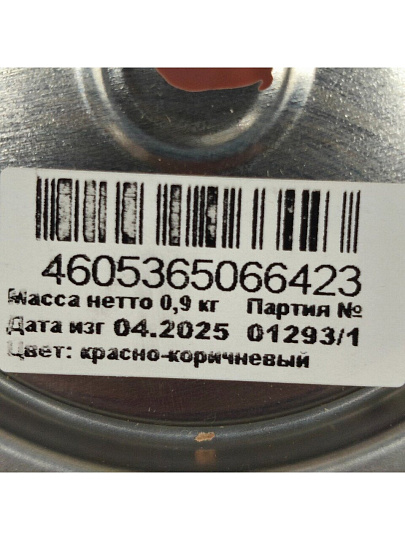 4605365066423
Масса нетто 0,9 кг Партия №
Дата изг 04.2025 01293/1
Цвет: красно-коричневый